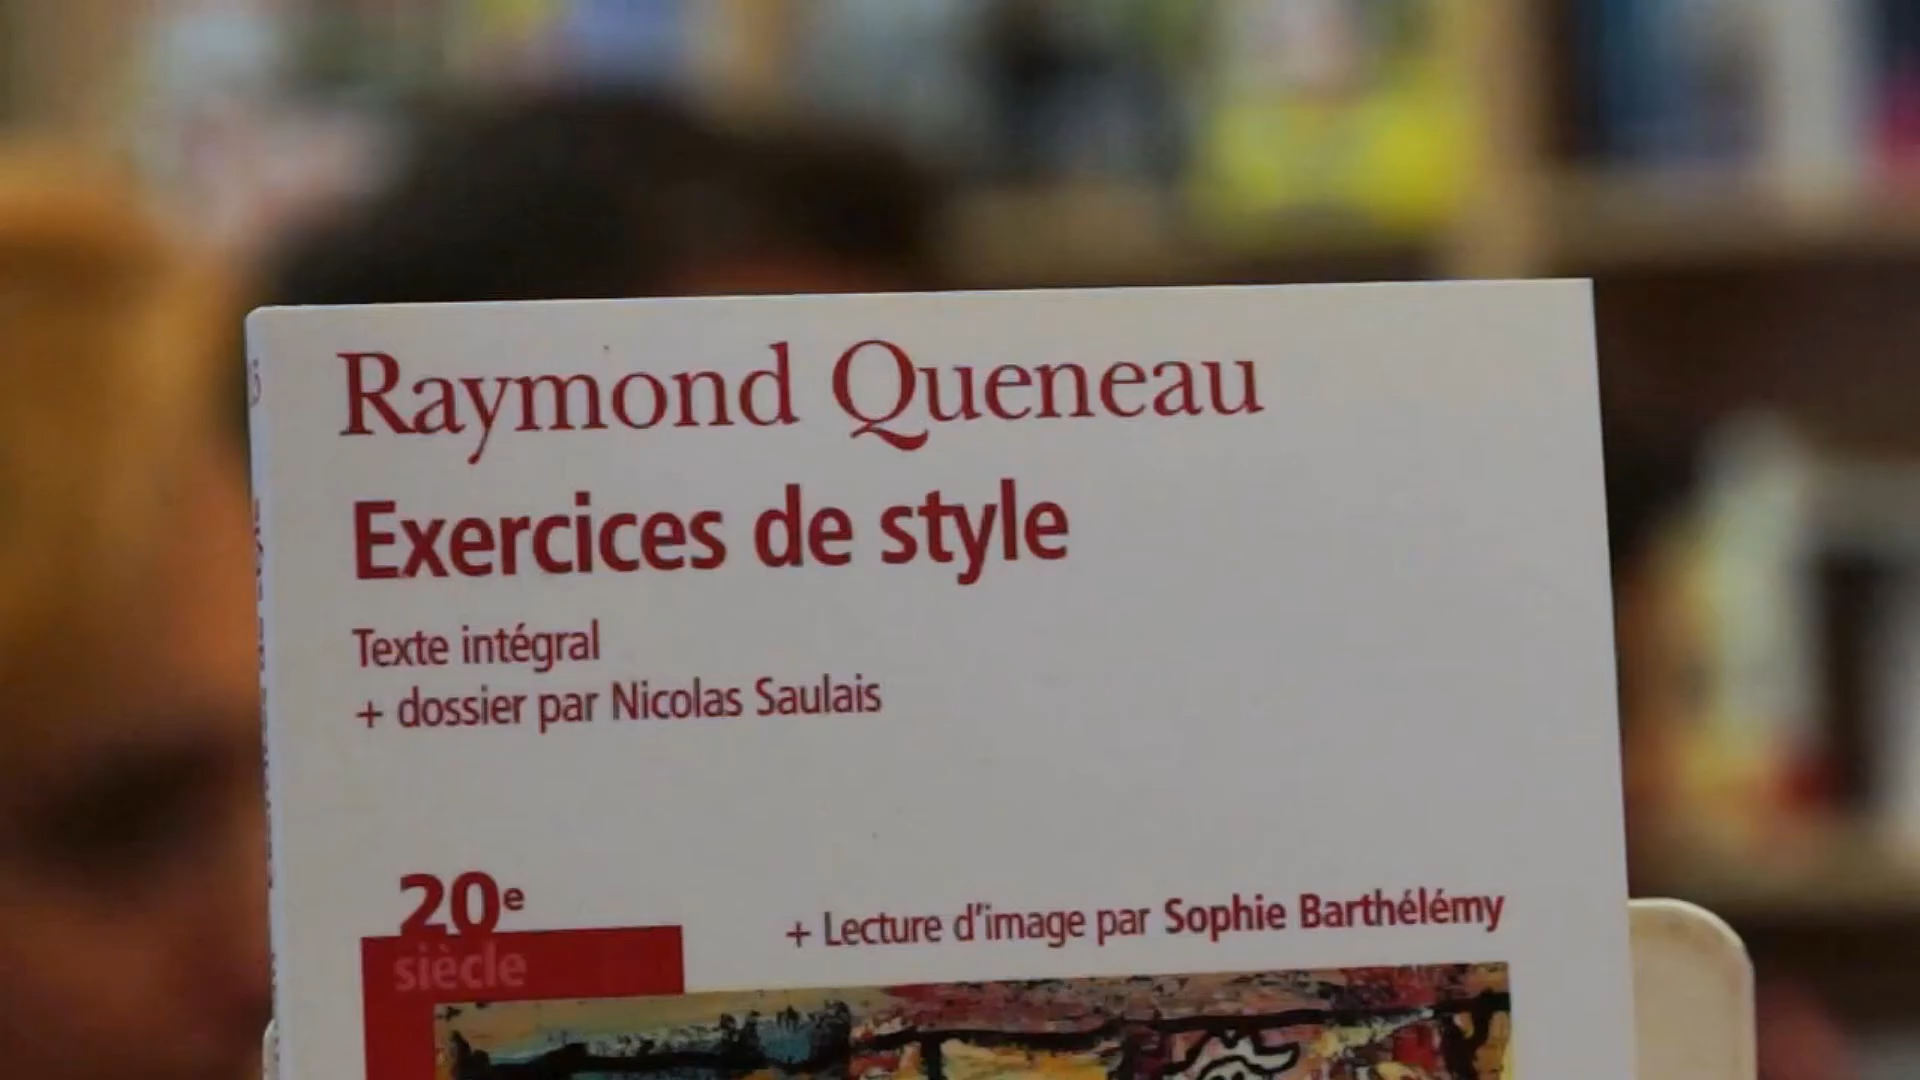 Raymond Queneau
Exercices de style
Texte intégral
+ dossier par Nicolas Saulais
20e
siècle
+ Lecture d'image par Sophie Barthélémy